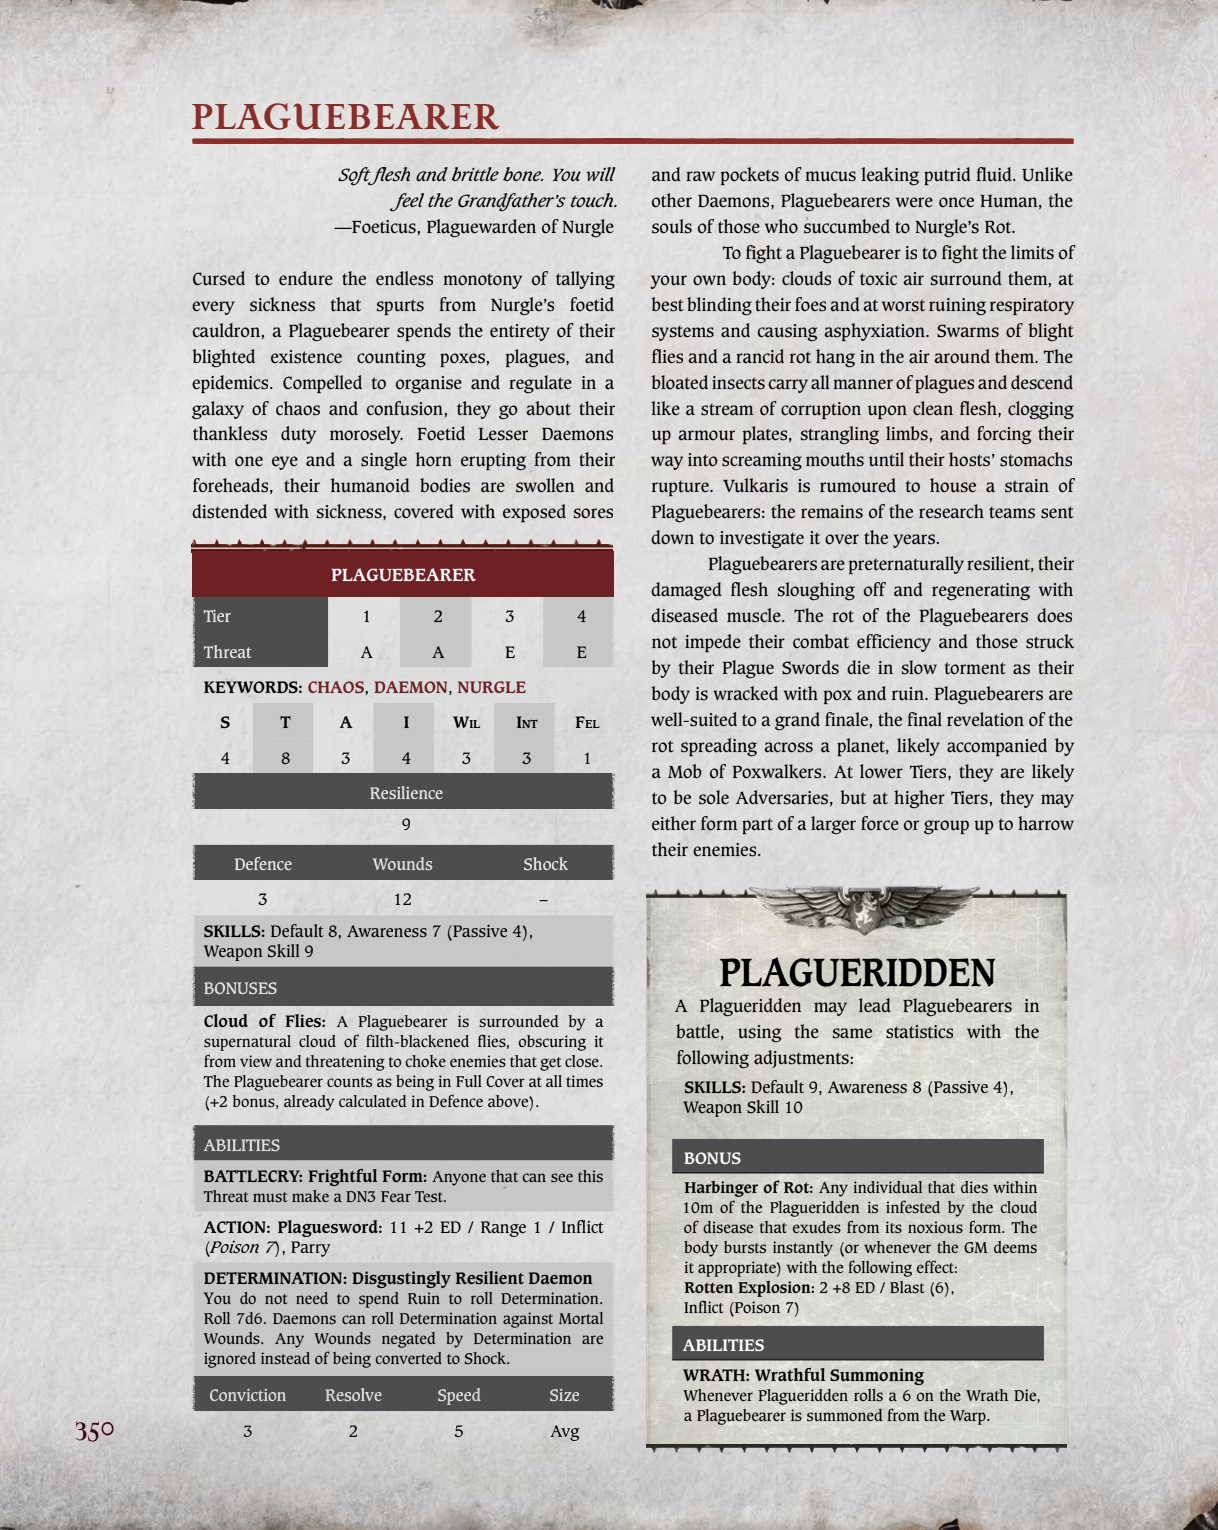 PLAGUEBEARER
Soft flesh and brittle bone. You will
feel the Grandfather's touch.
—Foeticus, Plaguewarden of Nurgle
Cursed to endure the endless monotony of tallying
every sickness that spurts from Nurgle's foetid
cauldron, a Plaguebearer spends the entirety of their
blighted existence counting poxes, plagues, and
epidemics. Compelled to organise and regulate in a
galaxy of chaos and confusion, they go about their
thankless duty morosely. Foetid Lesser Daemons
with one eye and a single horn erupting from their
foreheads, their humanoid bodies are swollen and
distended with sickness, covered with exposed sores
PLAGUEBEARER
Tier 1 2 3 4
Threat A A E E
KEYWORDS: CHAOS, DAEMON, NURGLE
S T A I WIL INT FEL
4 8 3 4 3 3 1
Resilience
9
Defence Wounds Shock
3 12 –
SKILLS: Default 8, Awareness 7 (Passive 4),
Weapon Skill 9
BONUSES
Cloud of Flies: A Plaguebearer is surrounded by a
supernatural cloud of filth-blackened flies, obscuring it
from view and threatening to choke enemies that get close.
The Plaguebearer counts as being in Full Cover at all times
(+2 bonus, already calculated in Defence above).
ABILITIES
BATTLECRY: Frightful Form: Anyone that can see this
Threat must make a DN3 Fear Test.
ACTION: Plaguesword: 11 +2 ED / Range 1 / Inflict
(Poison 7), Parry
DETERMINATION: Disgustingly Resilient Daemon
You do not need to spend Ruin to roll Determination.
Roll 7d6. Daemons can roll Determination against Mortal
Wounds. Any Wounds negated by Determination are
ignored instead of being converted to Shock.
Conviction Resolve Speed Size
3 2 5 Avg
350
and raw pockets of mucus leaking putrid fluid. Unlike
other Daemons, Plaguebearers were once Human, the
souls of those who succumbed to Nurgle's Rot.
To fight a Plaguebearer is to fight the limits of
your own body: clouds of toxic air surround them, at
best blinding their foes and at worst ruining respiratory
systems and causing asphyxiation. Swarms of blight
flies and a rancid rot hang in the air around them. The
bloated insects carry all manner of plagues and descend
like a stream of corruption upon clean flesh, clogging
up armour plates, strangling limbs, and forcing their
way into screaming mouths until their hosts' stomachs
rupture. Vulkaris is rumoured to house a strain of
Plaguebearers: the remains of the research teams sent
down to investigate it over the years.
Plaguebearers are preternaturally resilient, their
damaged flesh sloughing off and regenerating with
diseased muscle. The rot of the Plaguebearers does
not impede their combat efficiency and those struck
by their Plague Swords die in slow torment as their
body is wracked with pox and ruin. Plaguebearers are
well-suited to a grand finale, the final revelation of the
rot spreading across a planet, likely accompanied by
a Mob of Poxwalkers. At lower Tiers, they are likely
to be sole Adversaries, but at higher Tiers, they may
either form part of a larger force or group up to harrow
their enemies.
PLAGUERIDDEN
A Plagueridden may lead Plaguebearers in
battle, using the same statistics with the
following adjustments:
SKILLS: Default 9, Awareness 8 (Passive 4),
Weapon Skill 10
BONUS
Harbinger of Rot: Any individual that dies within
10m of the Plagueridden is infested by the cloud
of disease that exudes from its noxious form. The
body bursts instantly (or whenever the GM deems
it appropriate) with the following effect:
Rotten Explosion: 2 +8 ED / Blast (6),
Inflict (Poison 7)
ABILITIES
WRATH: Wrathful Summoning
Whenever Plagueridden rolls a 6 on the Wrath Die,
a Plaguebearer is summoned from the Warp.